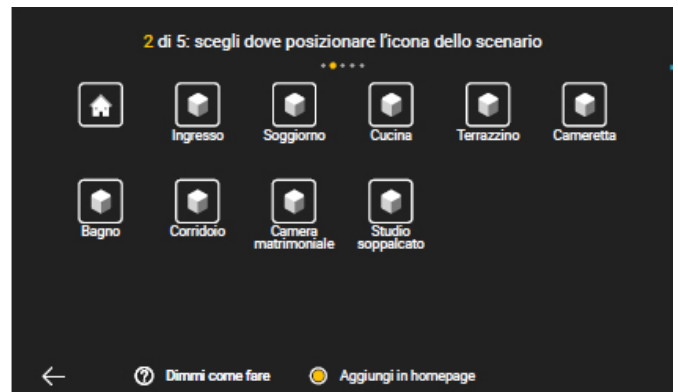 2 di 5: scegli dove posizionare l'icona dello scenario
Ingresso
Soggiorno
Cucina
Terrazzino
Cameretta
Bagno
Corridoio
Camera
matrimoniale
Studio
soppalcato
Dimmi come fare
Aggiungi in homepage